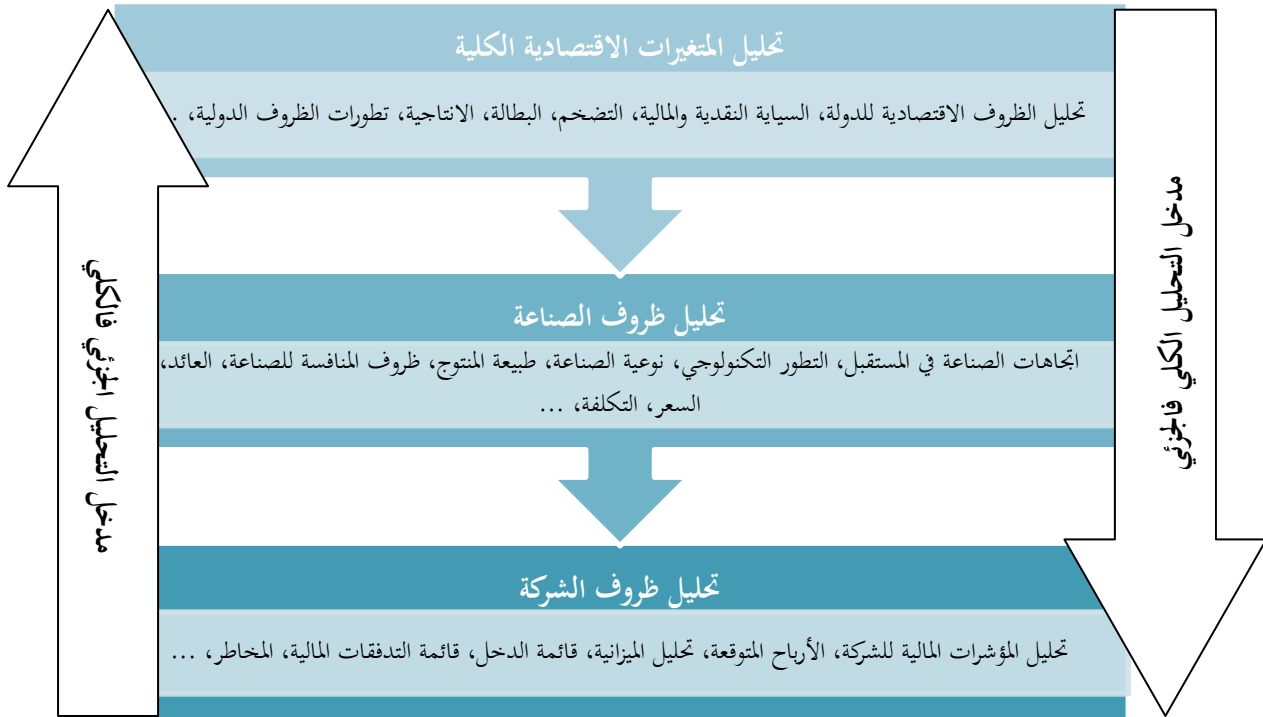 تحليل المتغيرات الاقتصادية الكلية
تحليل الظروف الاقتصادية للدولة، السياية النقدية والمالية، التضخم، البطالة، الانتاجية، تطورات الظروف الدولية، ..
تحليل ظروف الصناعة
اتجاهات الصناعة في المستقبل، التطور التكنولوجي، نوعية الصناعة، طبيعة المنتوج، ظروف المنافسة للصناعة، العائد،
السعر، التكلفة، ...
تحليل ظروف الشركة
تحليل المؤشرات المالية للشركة، الأرباح المتوقعة، تحليل الميزانية، قائمة الدخل، قائمة التدفقات المالية، المخاطر، ...
مدخل التحليل الكلي فالجزئي
مدخل التحليل الجزئي فالكلي